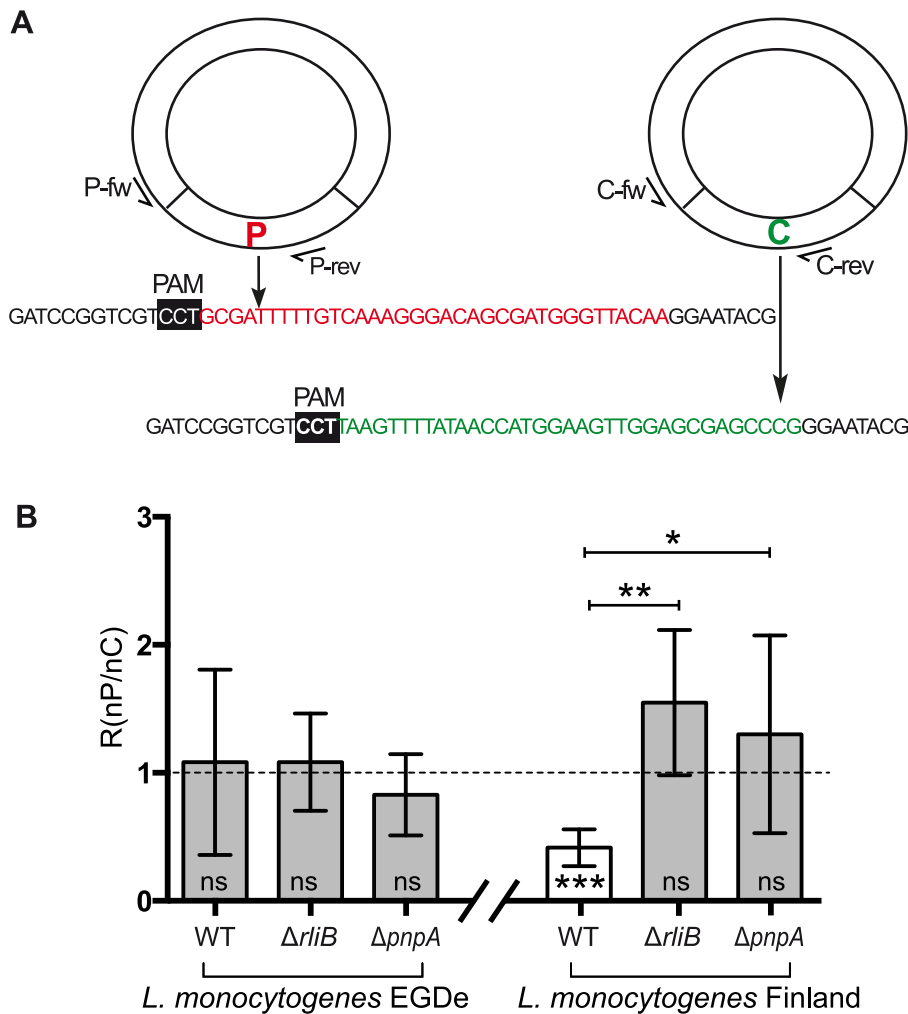 A
P-fw
P
P-rev
C-fw
C
C-rev
PAM
GATCCGGTCGTCCTGCGATTTTTGTCAAAGGGACAGCGATGGGTTACAAGGAATACG
PAM
GATCCGGTCGTCCTTAAGTTTTATAACCATGGAAGTTGGAGCGAGCCCGGGAATACG
B
R(nP/nC)
3
2
1
0
*
**
ns
ns
ns
***
ns
ns
WT
ΔrliB
ΔpnpA
WT
ΔrliB
ΔpnpA
L. monocytogenes EGDe
L. monocytogenes Finland